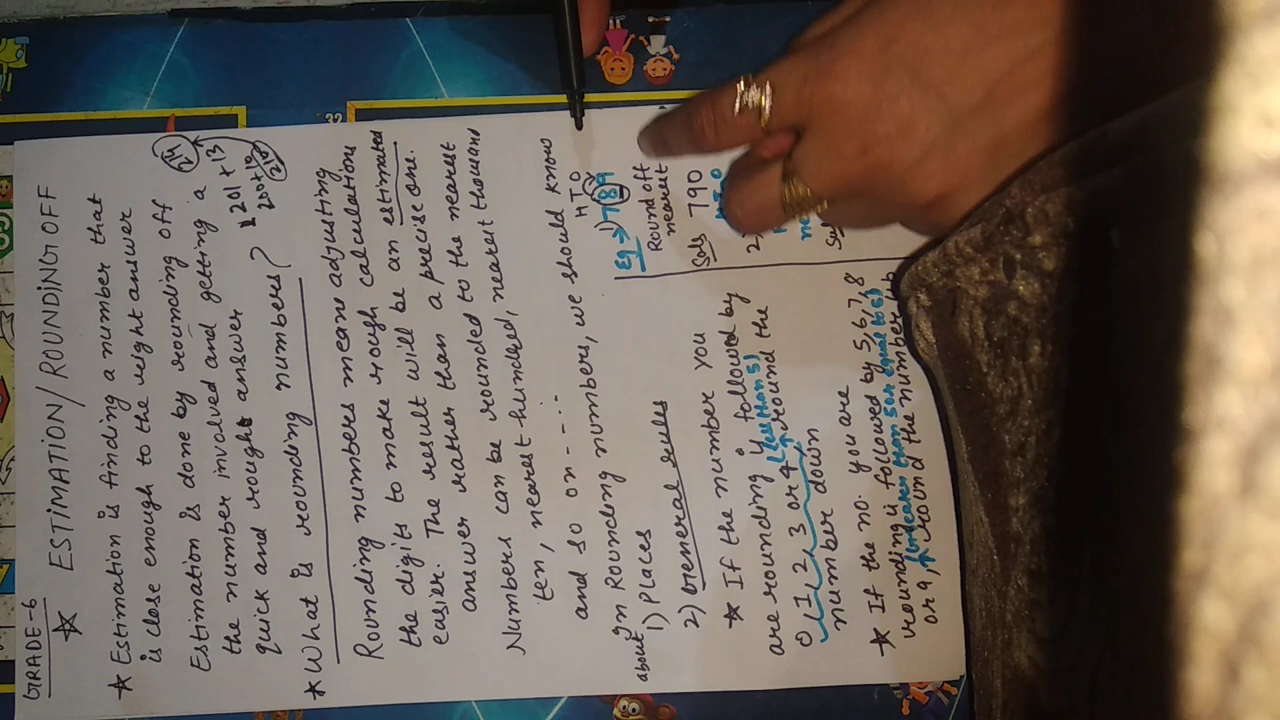 GRADE-6
ESTIMATION/ROUNDING OFF
Estimation is finding a number that
is close enough to the right answer
Estimation is done by rounding off
the number involved and getting a
quick and rough answer
214
201 + 13
200+10
210
What is rounding numbers?
Rounding numbers means adjusting
the digits to make rough calculations
easier. The result will be an estimated
answer rather than a precise one.
Numbers can be rounded to the nearest
ten, nearest hundred, nearest thousand
and so on ----
In Rounding numbers, we should know
about
1) Places
2) General rules
If the number you
are rounding is followed by
0, 1, 2, 3 or 4, (less than 5) round the
number down
If the no. you are
rounding is followed by 5, 6, 7, 8
or 9, round the number up
Eg → 1) 789
HTO
Round off
nearest
Sol: 790
2)
ne
32